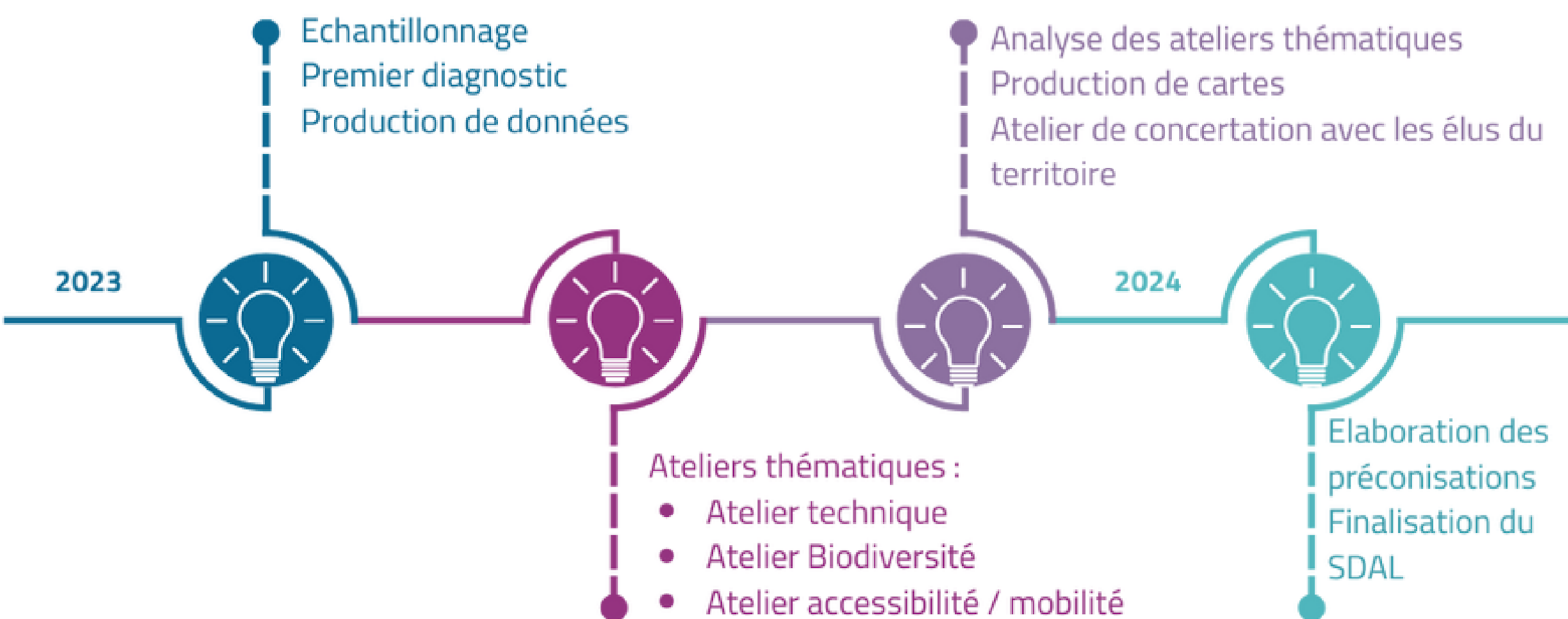 2023
Echantillonnage
Premier diagnostic
Production de données
Ateliers thématiques :
• Atelier technique
• Atelier Biodiversité
• Atelier accessibilité / mobilité
Analyse des ateliers thématiques
Production de cartes
Atelier de concertation avec les élus du
territoire
2024
Elaboration des
préconisations
Finalisation du
SDAL